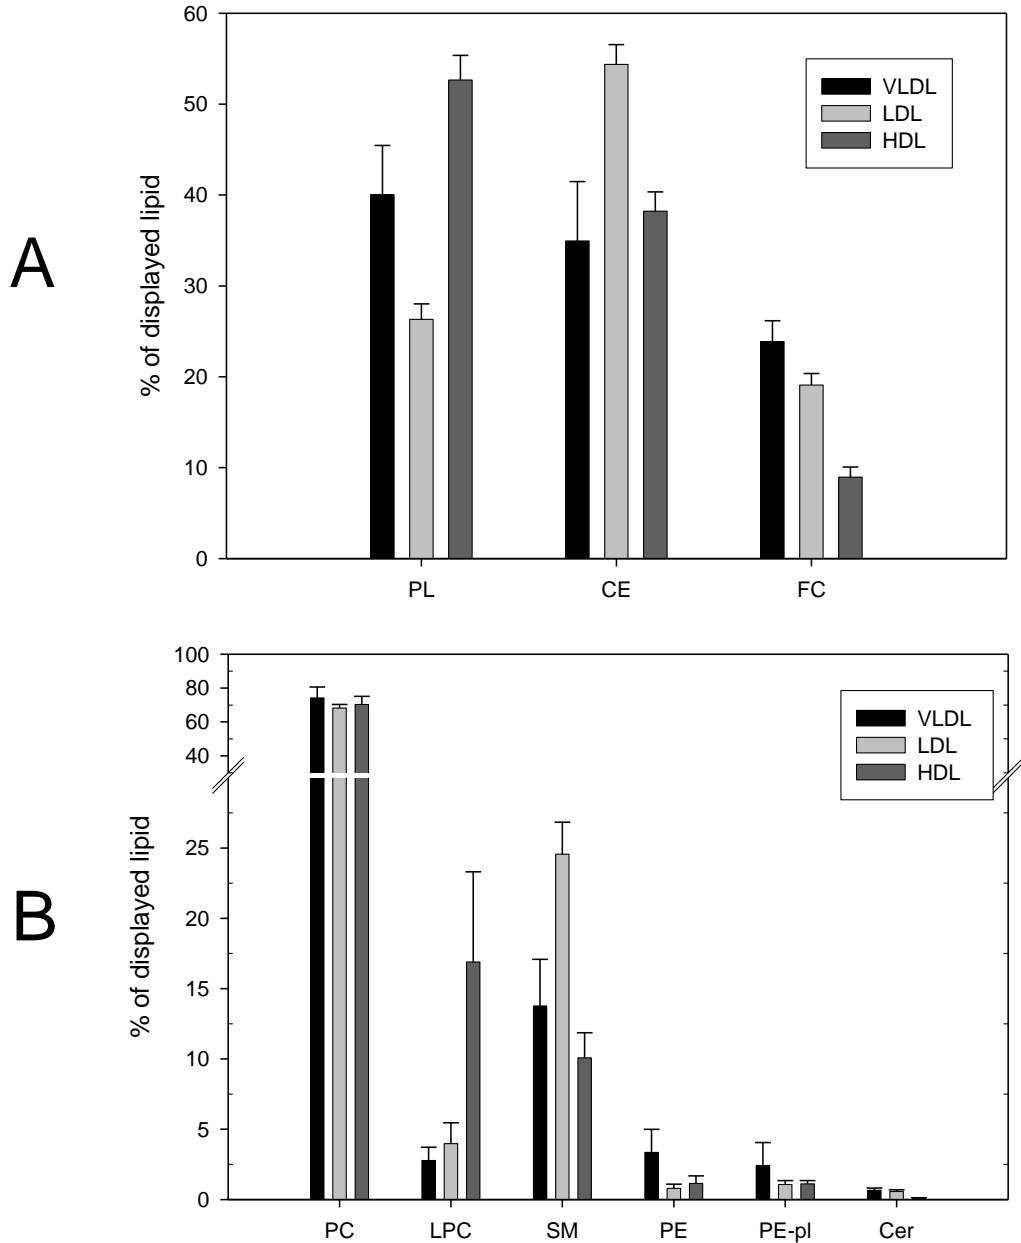 A
% of displayed lipid
60
50
40
30
20
10
0
VLDL
LDL
HDL
PL CE FC
B
% of displayed lipid
100
80
60
40
25
20
15
10
5
0
VLDL
LDL
HDL
PC LPC SM PE PE-pl Cer